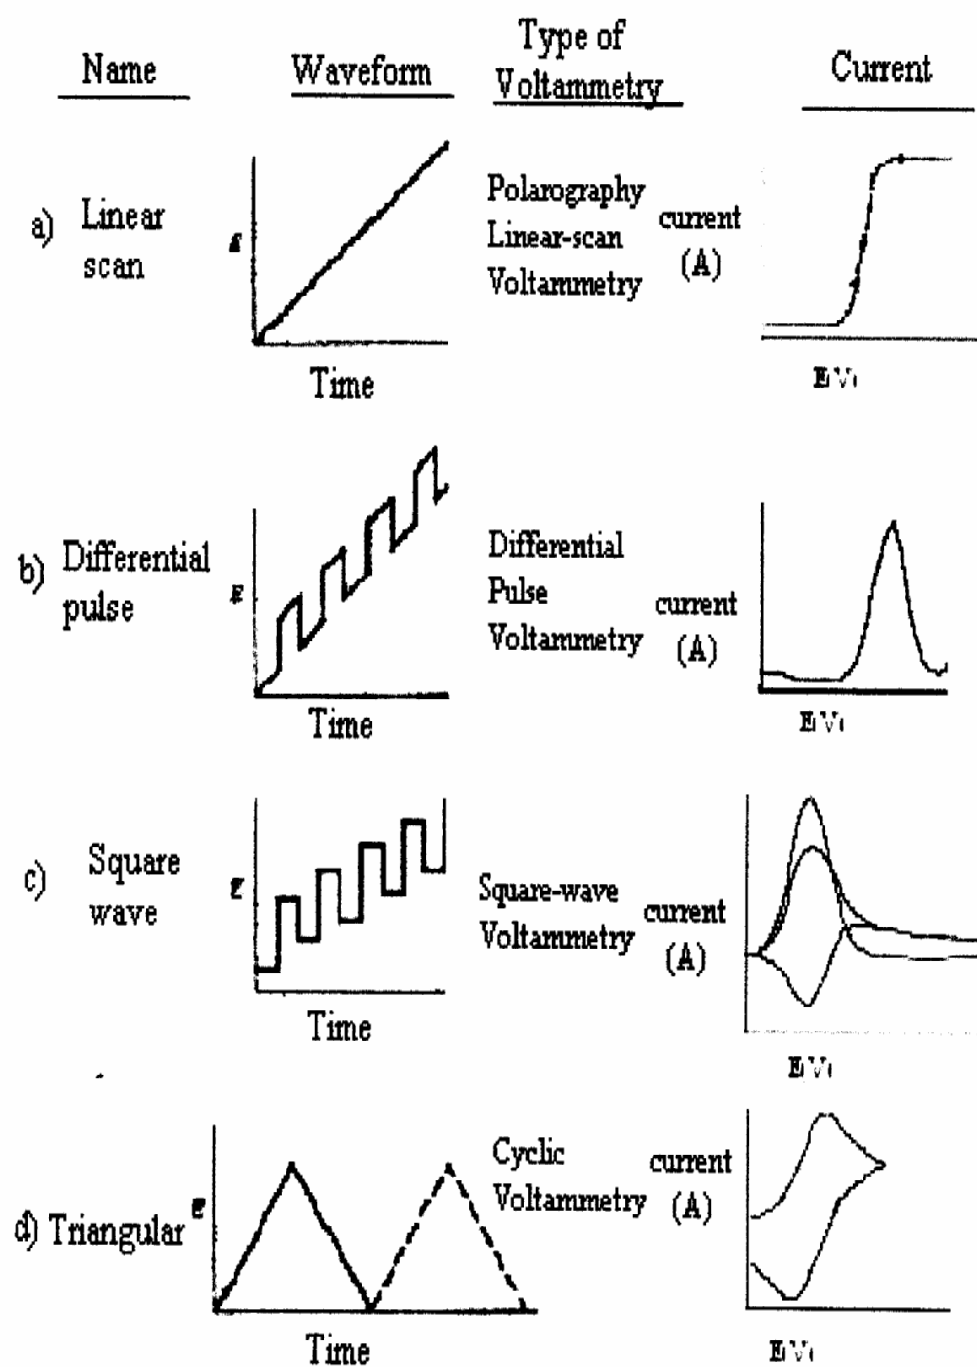 Name
Waveform
Type of
Voltammetry
Current
a) Linear
scan
E
Time
Polarography
Linear-scan
Voltammetry
current
(A)
E(V)
b) Differential
pulse
E
Time
Differential
Pulse
Voltammetry
current
(A)
E(V)
c) Square
wave
E
Time
Square-wave
Voltammetry
current
(A)
E(V)
d) Triangular
E
Time
Cyclic
Voltammetry
current
(A)
E(V)